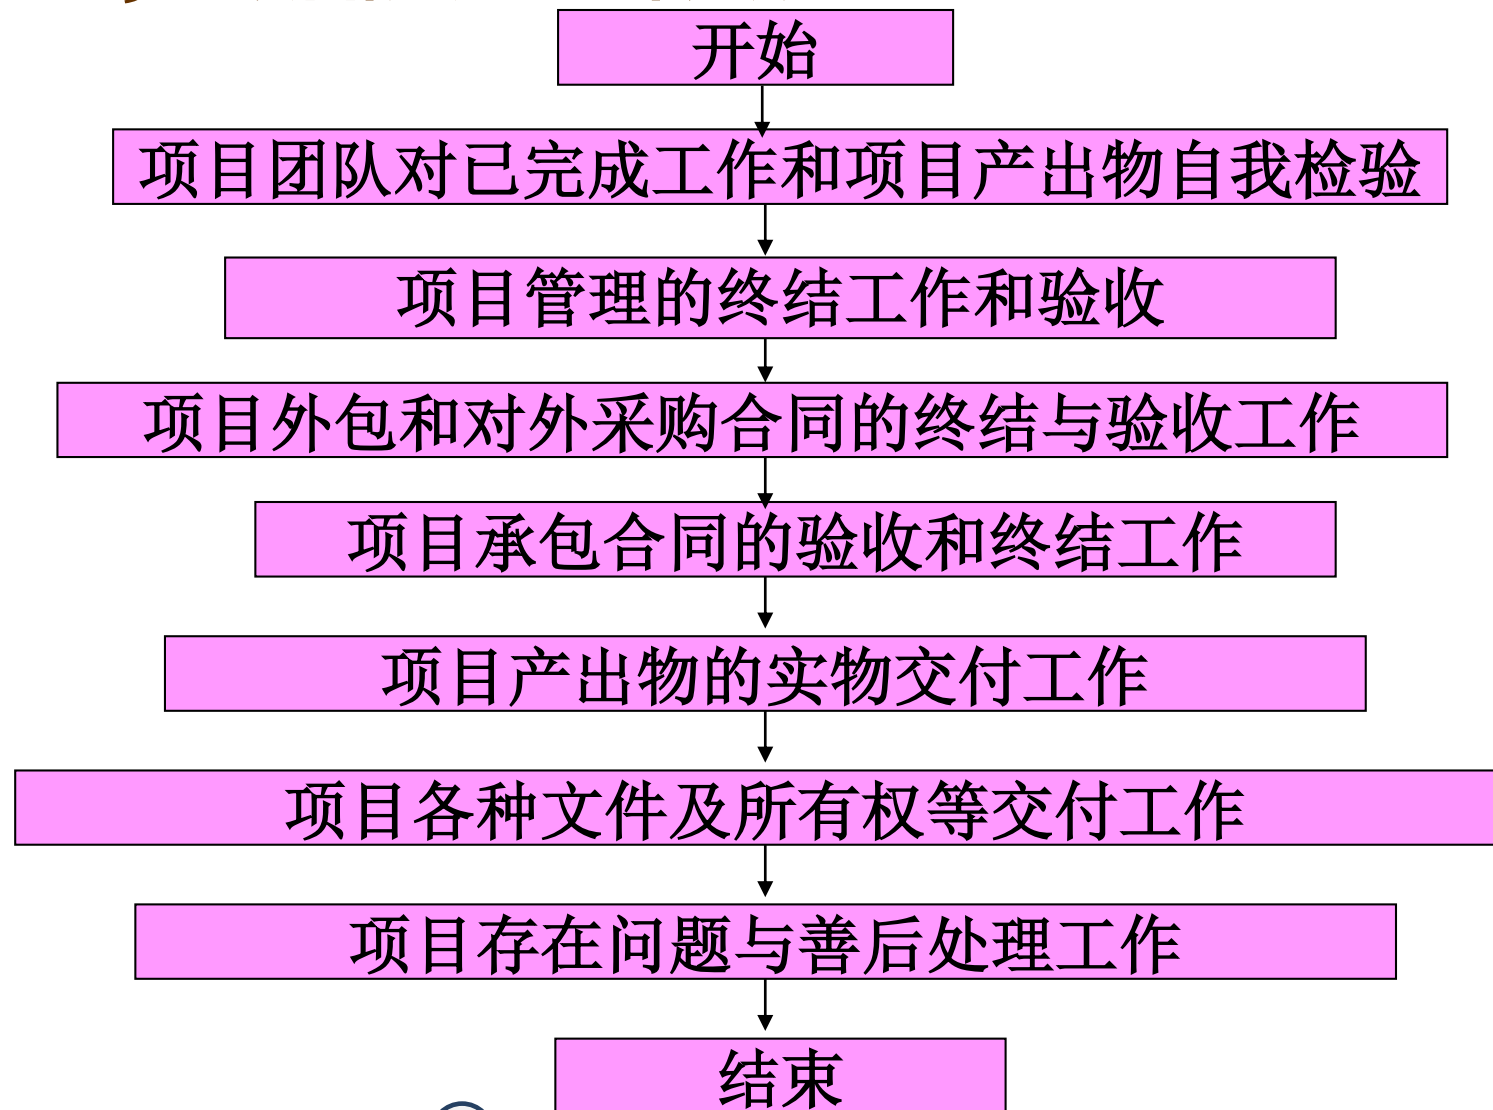 开始
项目团队对已完成工作和项目产出物自我检验
项目管理的终结工作和验收
项目外包和对外采购合同的终结与验收工作
项目承包合同的验收和终结工作
项目产出物的实物交付工作
项目各种文件及所有权等交付工作
项目存在问题与善后处理工作
结束